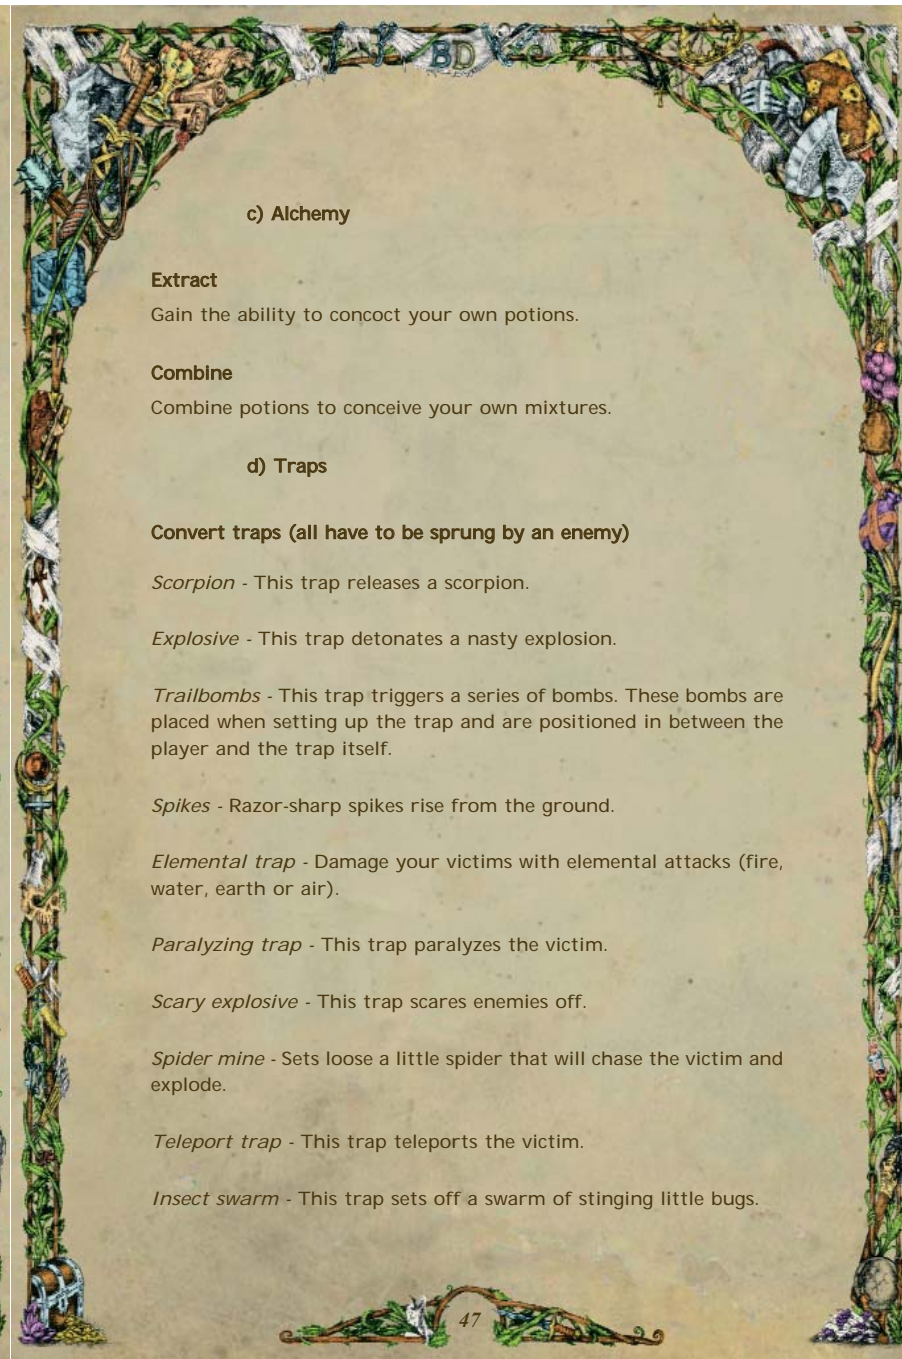 BD
c) Alchemy
Extract
Gain the ability to concoct your own potions.
Combine
Combine potions to conceive your own mixtures.
d) Traps
Convert traps (all have to be sprung by an enemy)
Scorpion - This trap releases a scorpion.
Explosive - This trap detonates a nasty explosion.
Trailbombs - This trap triggers a series of bombs. These bombs are
placed when setting up the trap and are positioned in between the
player and the trap itself.
Spikes - Razor-sharp spikes rise from the ground.
Elemental trap - Damage your victims with elemental attacks (fire,
water, earth or air).
Paralyzing trap - This trap paralyzes the victim.
Scary explosive - This trap scares enemies off.
Spider mine - Sets loose a little spider that will chase the victim and
explode.
Teleport trap - This trap teleports the victim.
Insect swarm - This trap sets off a swarm of stinging little bugs.
47